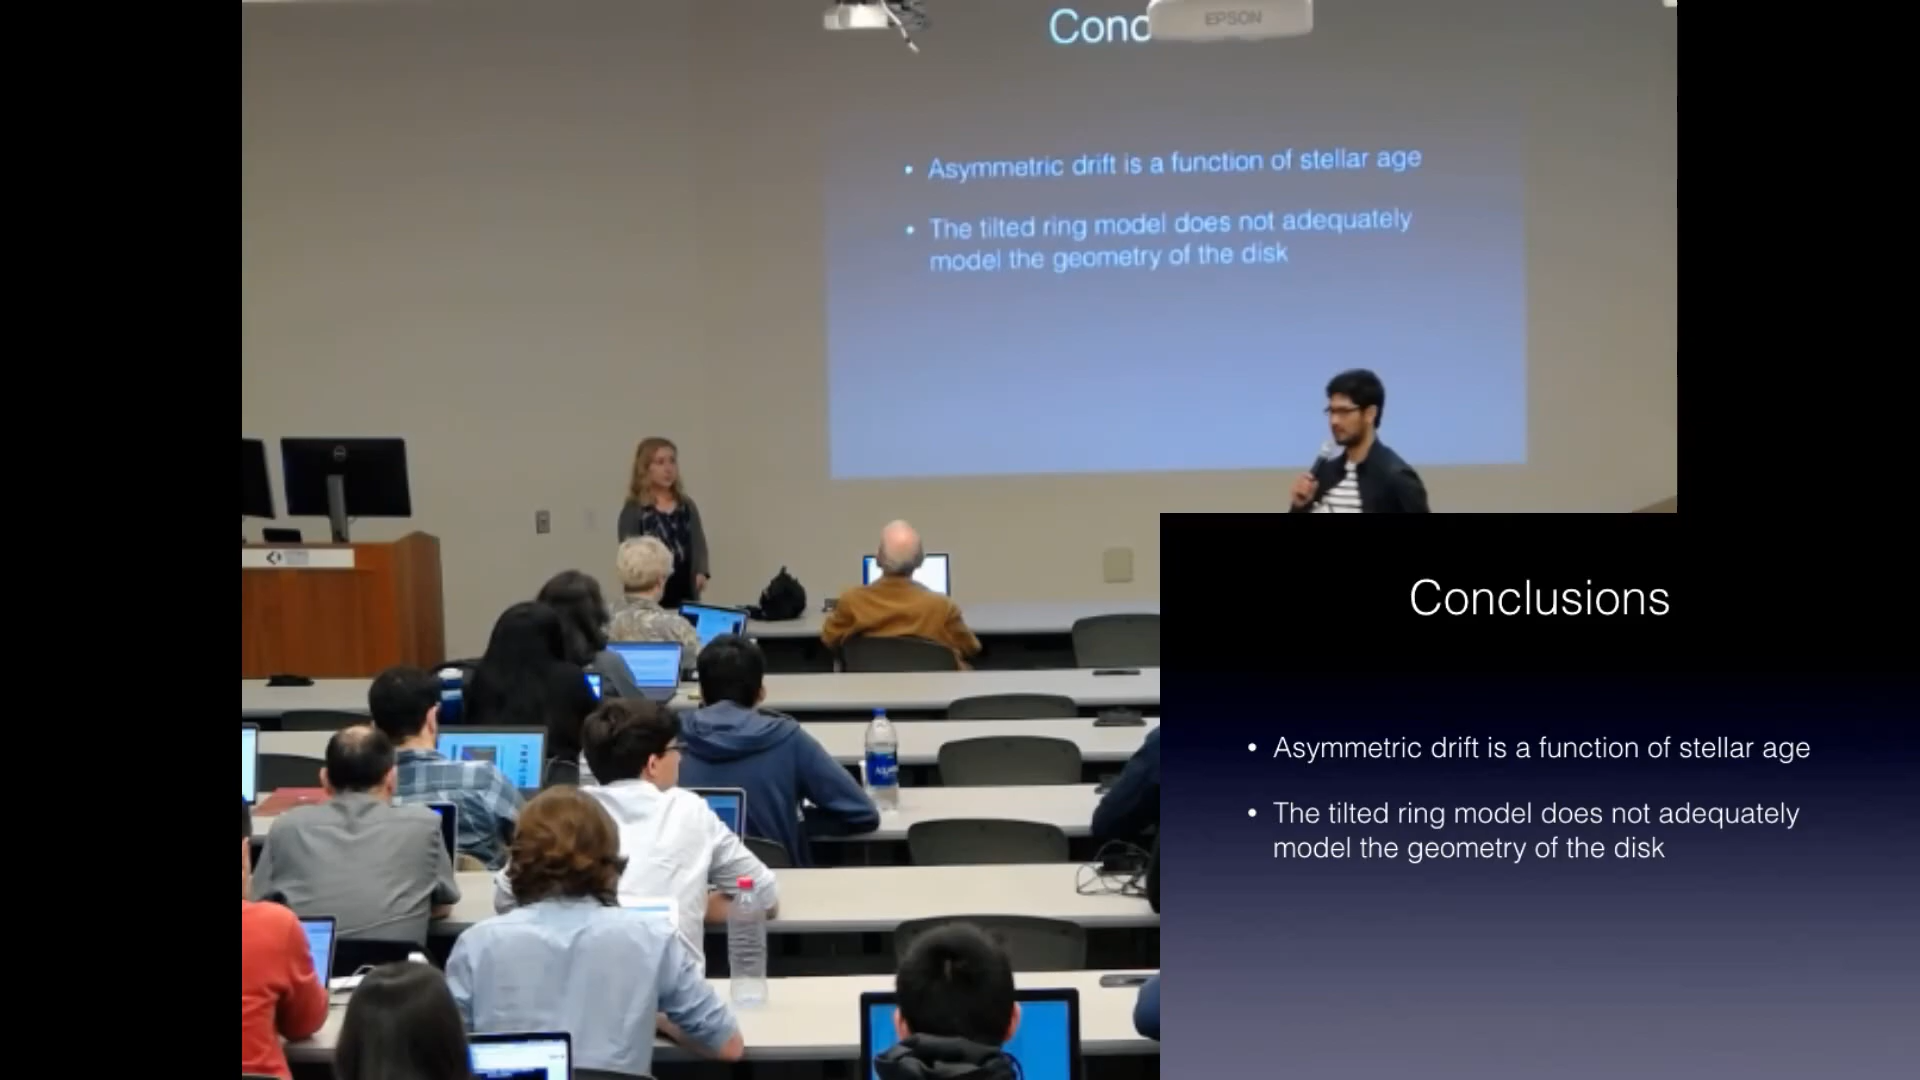 Conc
EPSON
• Asymmetric drift is a function of stellar age
• The tilted ring model does not adequately
model the geometry of the disk
Conclusions
• Asymmetric drift is a function of stellar age
• The tilted ring model does not adequately
model the geometry of the disk